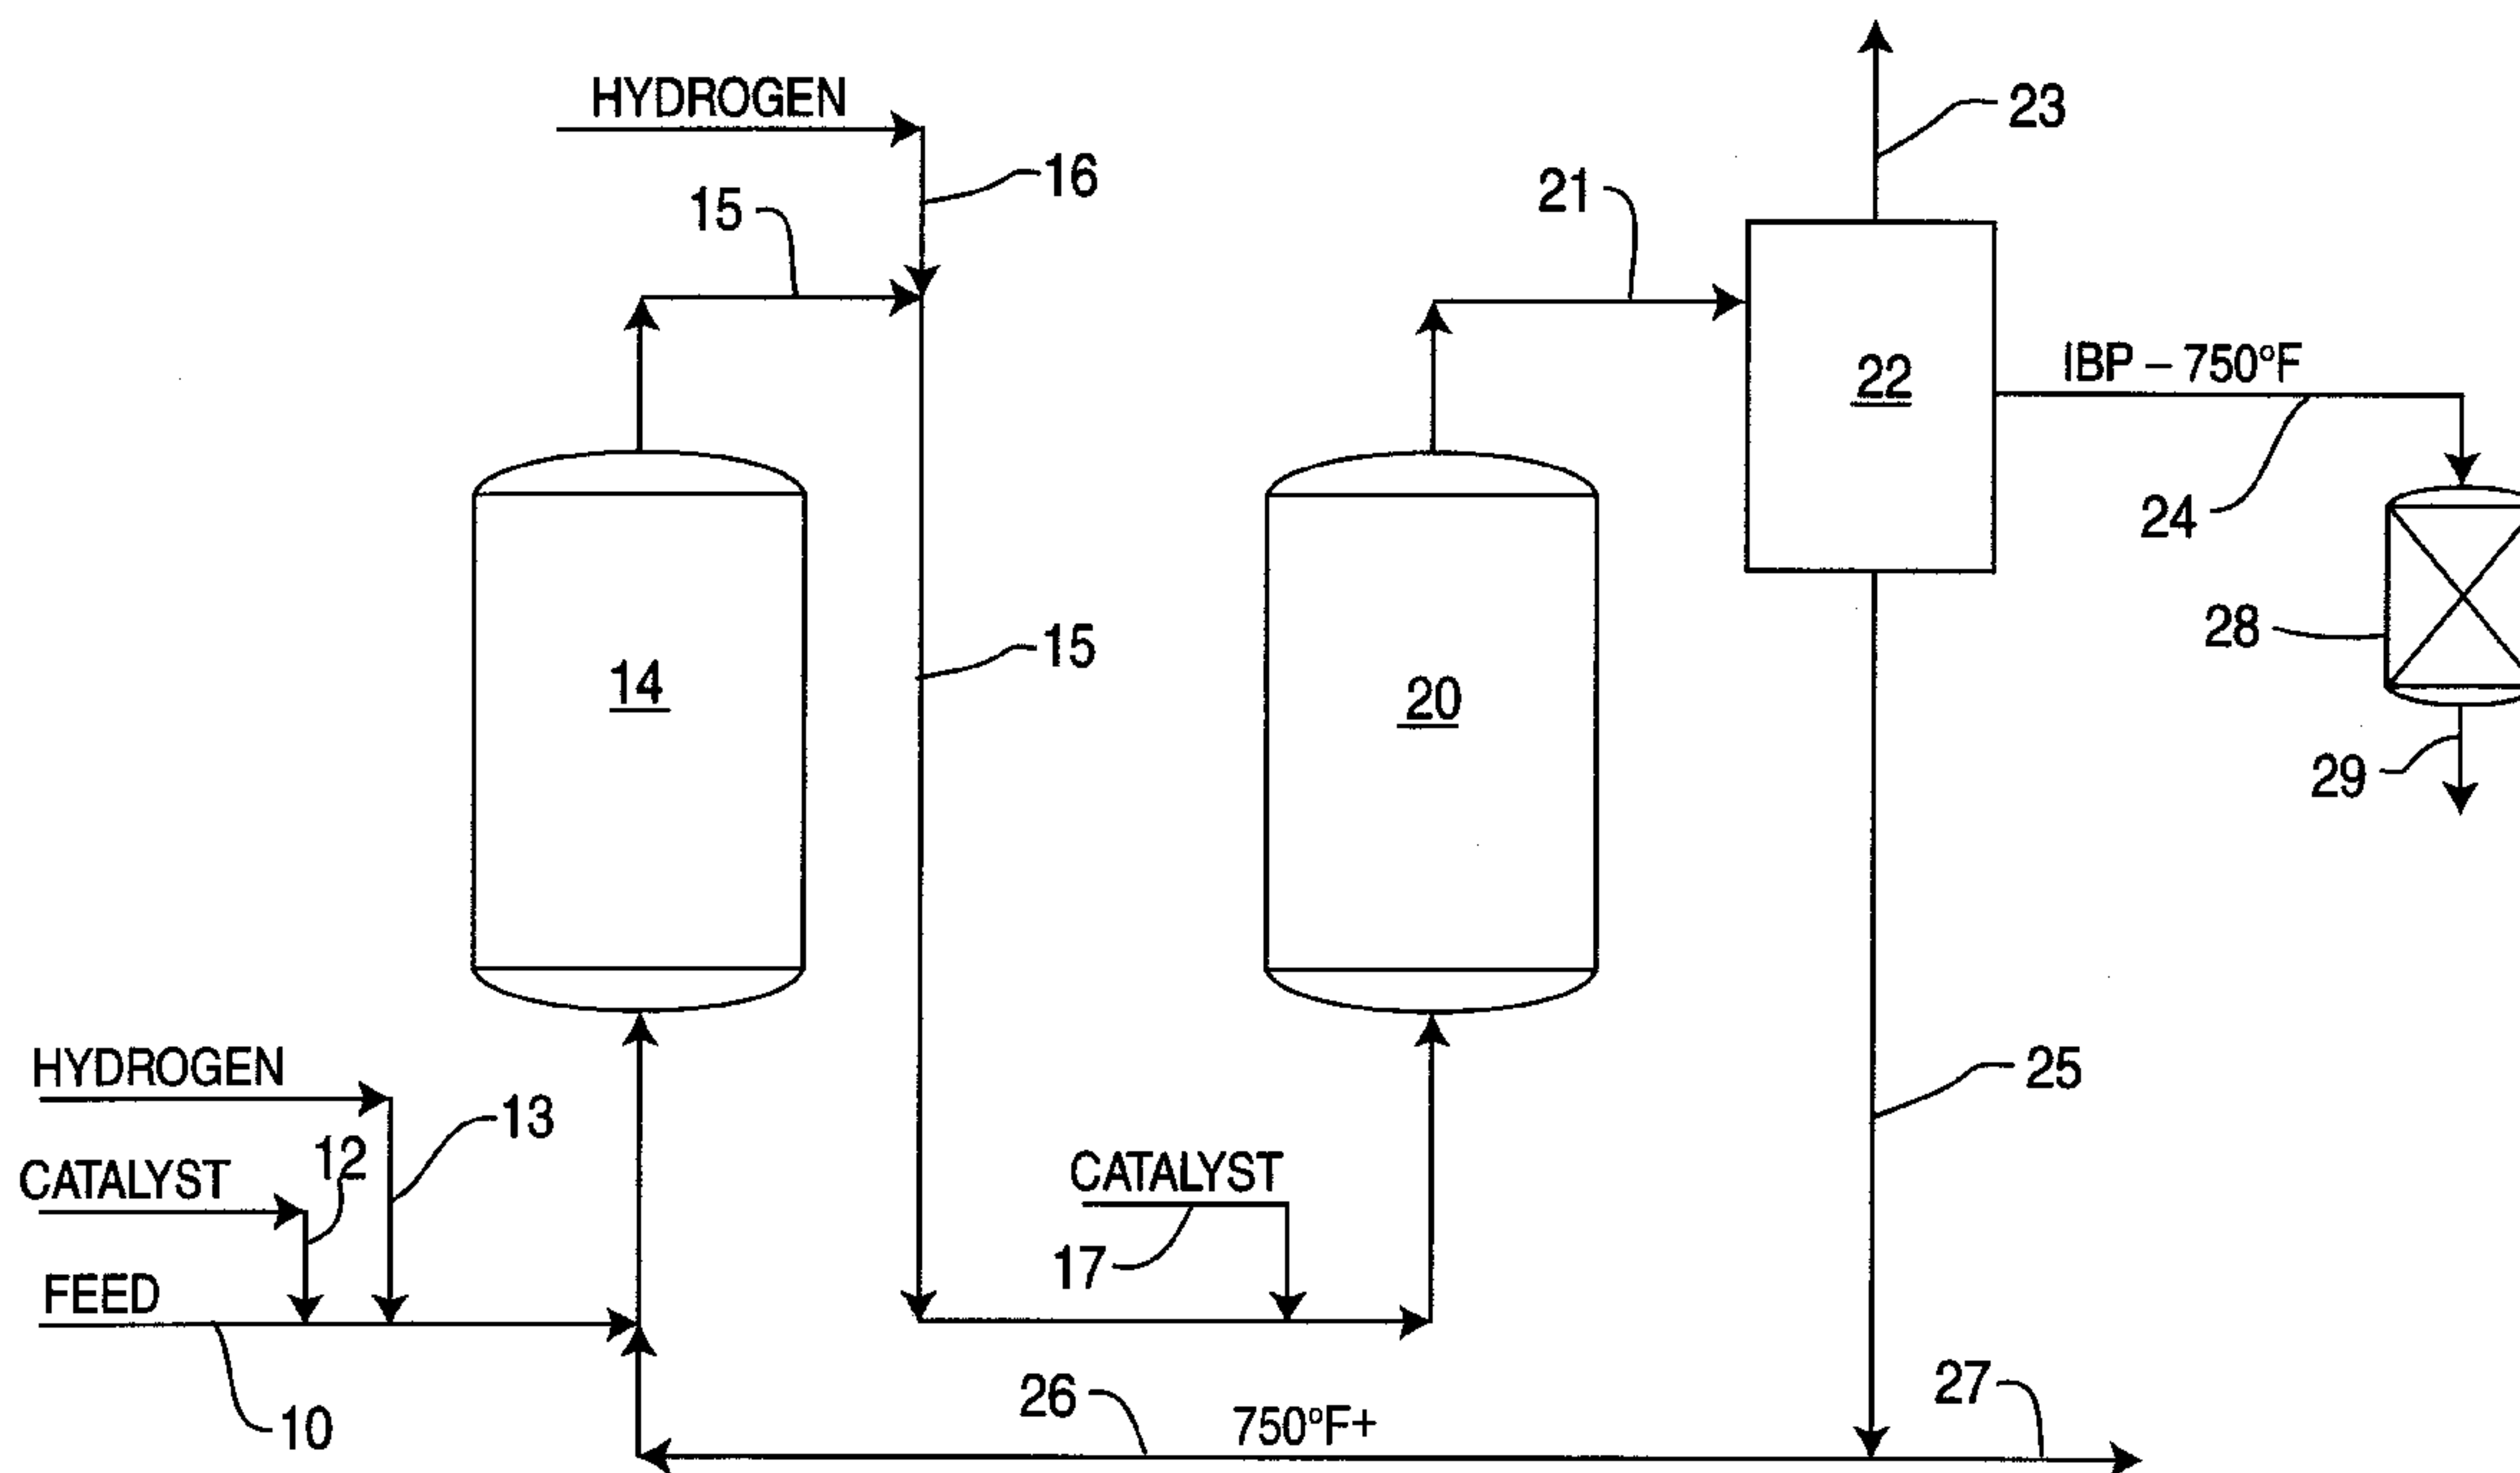 HYDROGEN
16
15
23
21
22
IBP – 750°F
24
28
29
14
15
20
25
HYDROGEN
13
CATALYST
12
FEED
10
CATALYST
17
26
750°F+
27